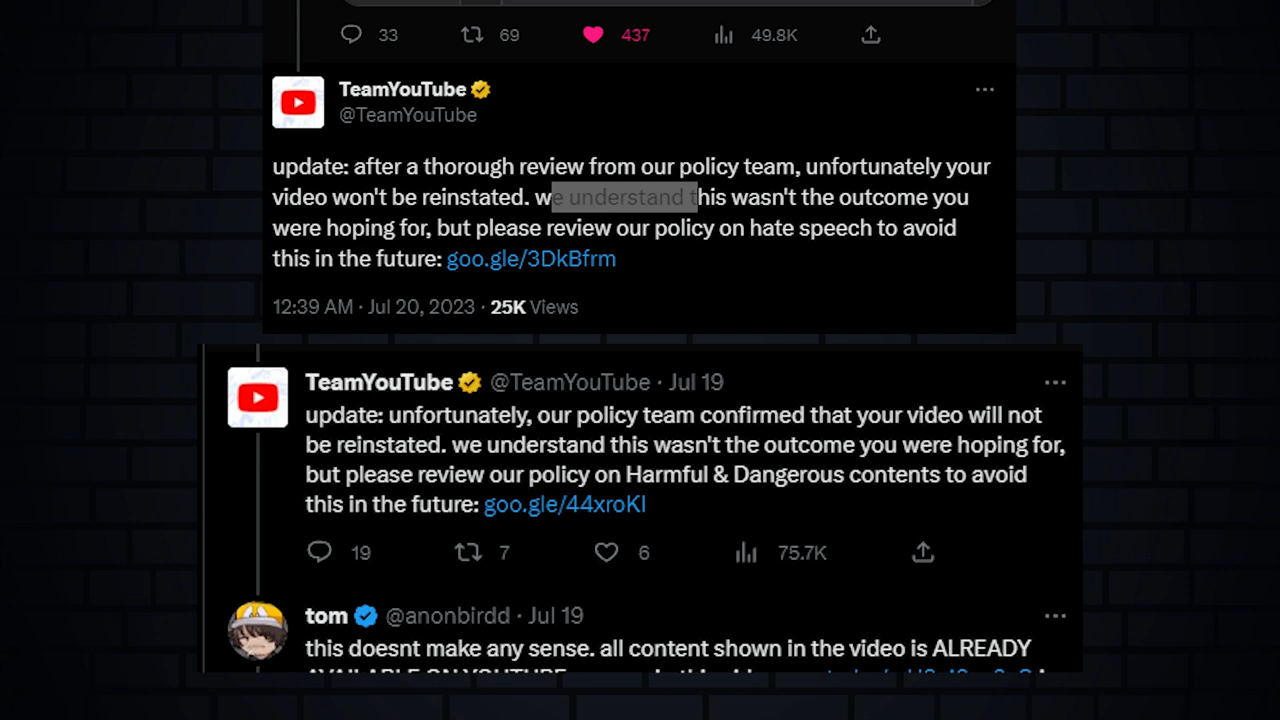 33 69 437 49.8K
TeamYouTube
@TeamYouTube
update: after a thorough review from our policy team, unfortunately your
video won't be reinstated. we understand this wasn't the outcome you
were hoping for, but please review our policy on hate speech to avoid
this in the future: goo.gle/3DkBfrm
12:39 AM · Jul 20, 2023 · 25K Views
TeamYouTube @TeamYouTube · Jul 19
update: unfortunately, our policy team confirmed that your video will not
be reinstated. we understand this wasn't the outcome you were hoping for,
but please review our policy on Harmful & Dangerous contents to avoid
this in the future: goo.gle/44xroKI
19 7 6 75.7K
tom @anonbirdd · Jul 19
this doesnt make any sense. all content shown in the video is ALREADY
AVAILABLE ON YOUTUBE